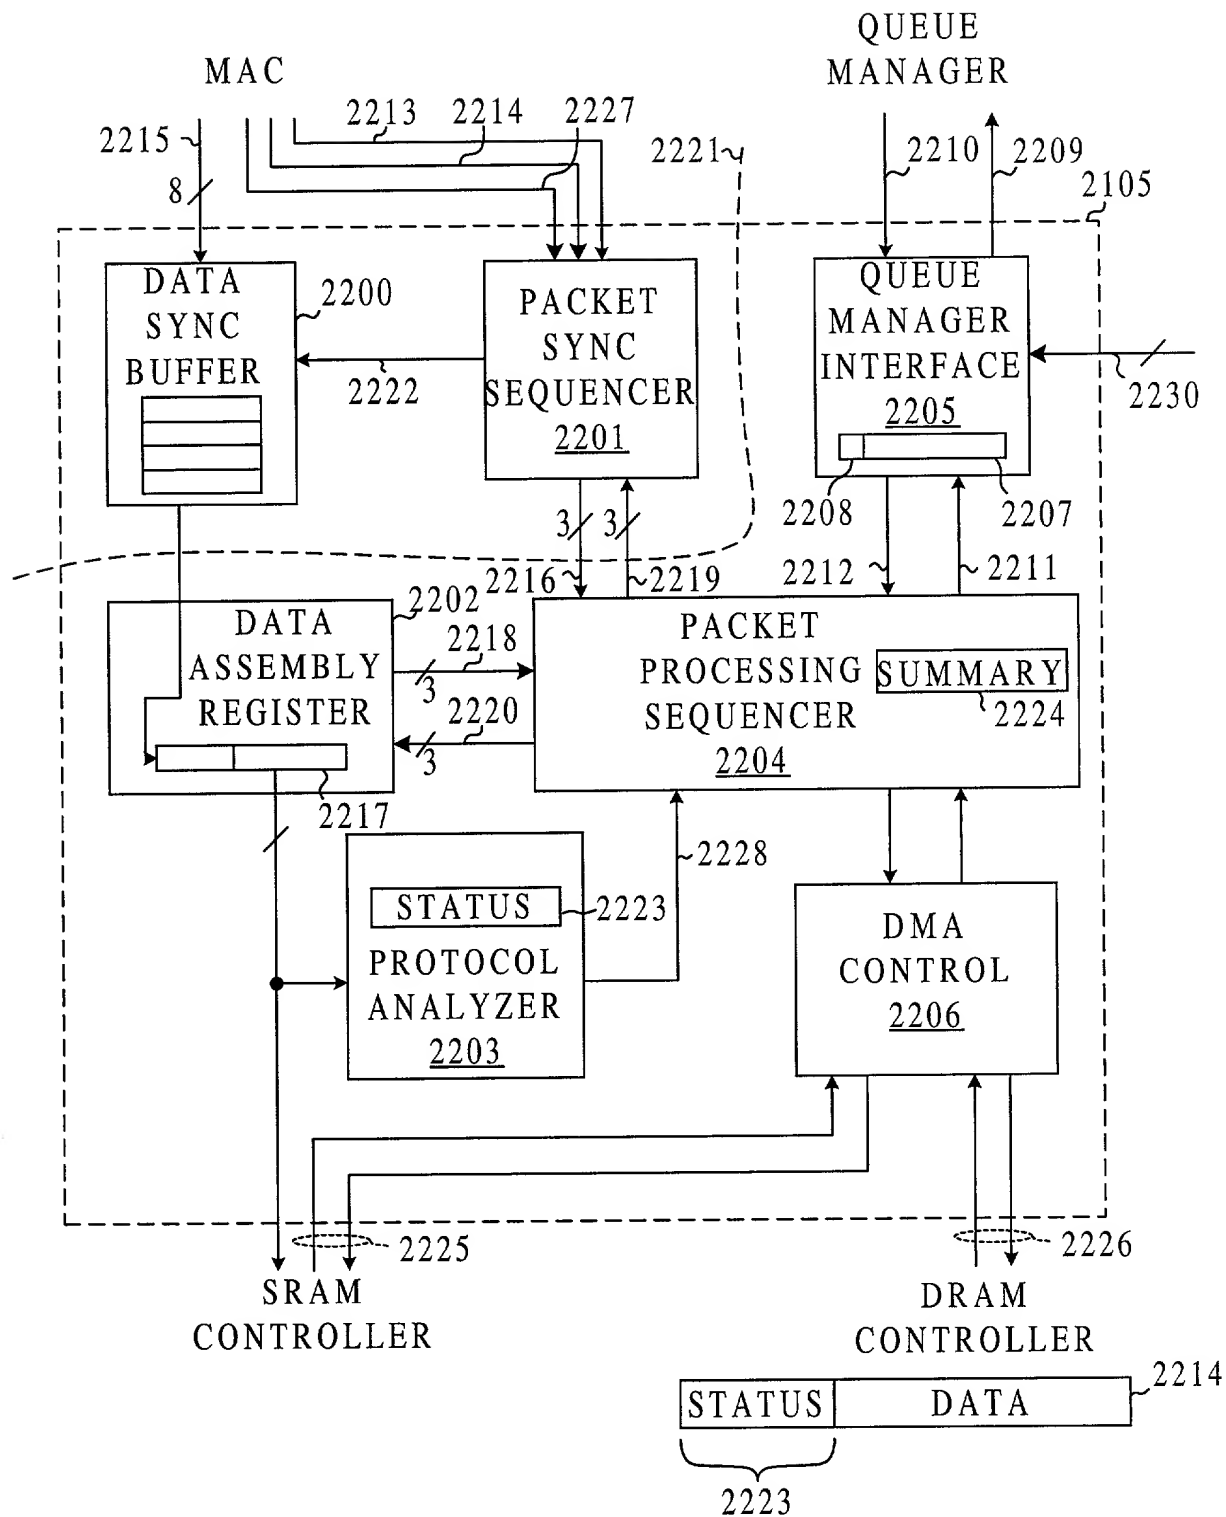 QUEUE
MANAGER
MAC
2213
2214
2227
2215
2221
2210
2209
2105
8
DATA
SYNC
BUFFER
2200
PACKET
SYNC
SEQUENCER
2201
2222
QUEUE
MANAGER
INTERFACE
2205
2230
2208
2207
3
3
2216
2219
2212
2211
2202
DATA
ASSEMBLY
REGISTER
2218
3
2220
3
2217
PACKET
PROCESSING
SEQUENCER
2204
SUMMARY
2224
2228
STATUS
2223
PROTOCOL
ANALYZER
2203
DMA
CONTROL
2206
2225
2226
SRAM
CONTROLLER
DRAM
CONTROLLER
2214
STATUS
DATA
2223